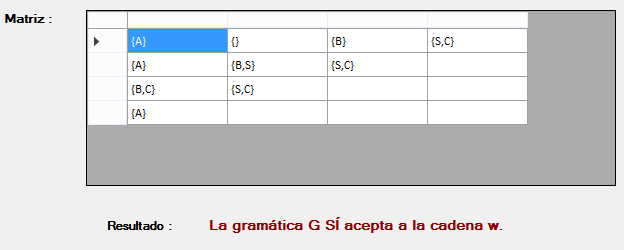 Matriz :
{A} {} {B} {S,C}
{A} {B,S} {S,C}
{B,C} {S,C}
{A}
Resultado : La gramática G SÍ acepta a la cadena w.